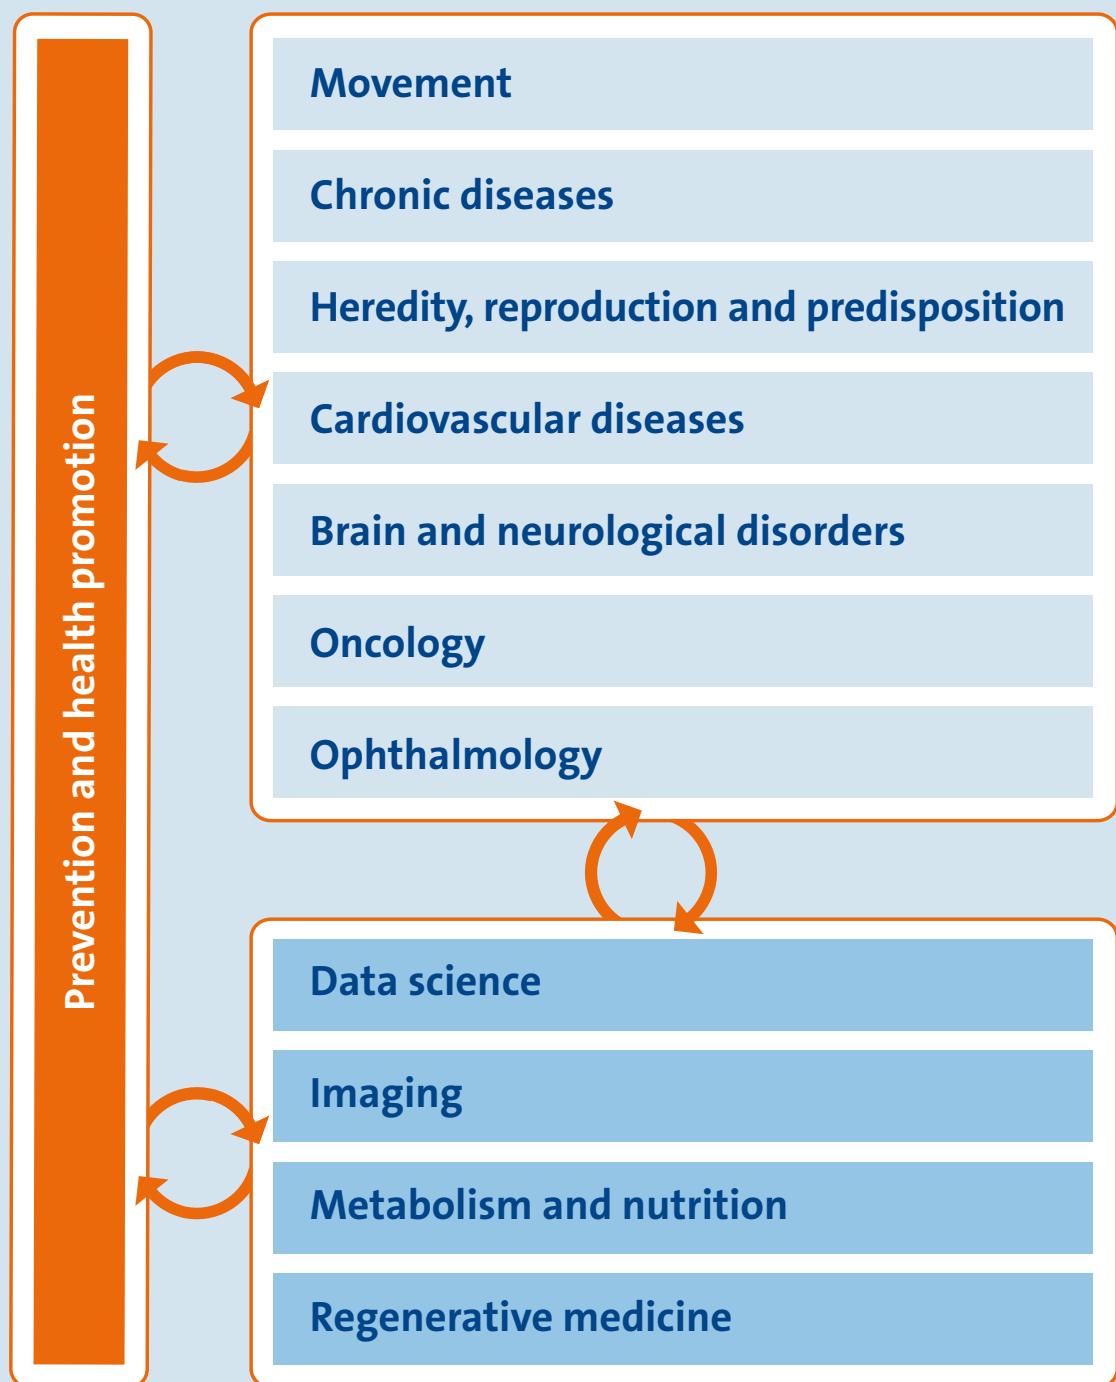 Prevention and health promotion
Movement
Chronic diseases
Heredity, reproduction and predisposition
Cardiovascular diseases
Brain and neurological disorders
Oncology
Ophthalmology
Data science
Imaging
Metabolism and nutrition
Regenerative medicine